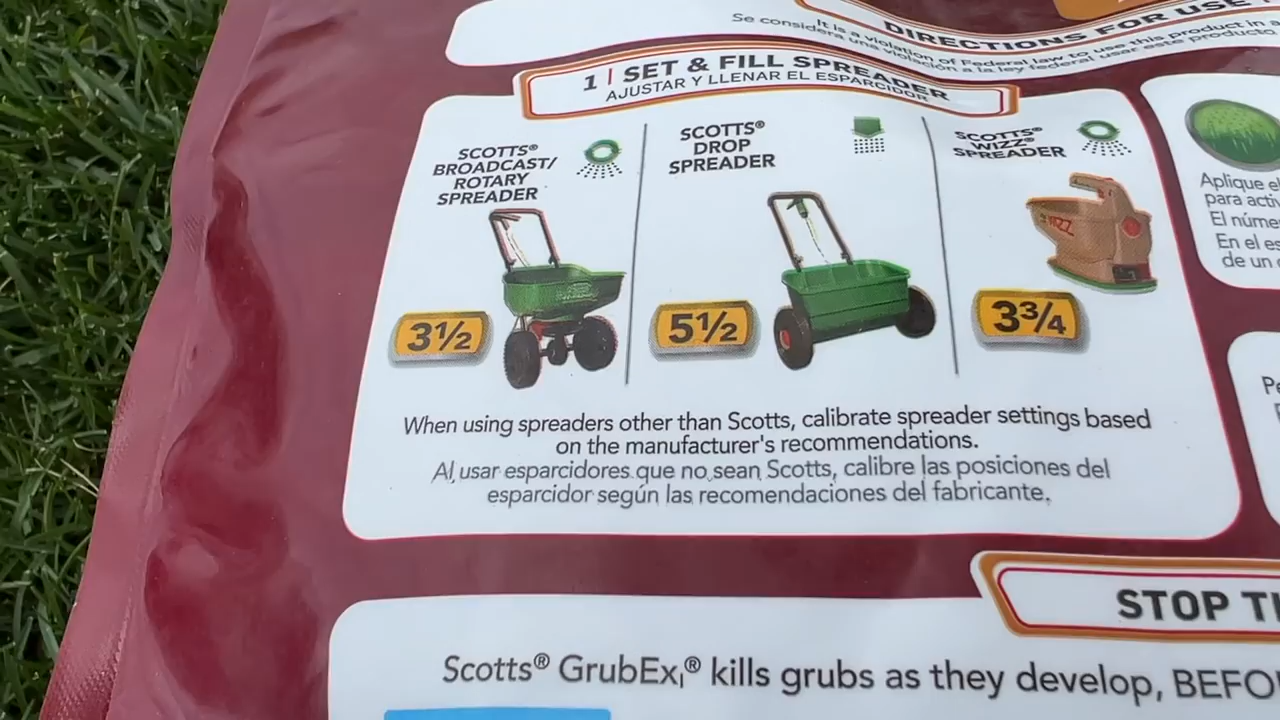 DIRECTIONS FOR USE
It is a violation of Federal law to use this product in a
Se considera una violación a la ley federal usar este producto
1 | SET & FILL SPREADER
AJUSTAR Y LLENAR EL ESPARCIDOR
SCOTTS®
BROADCAST/
ROTARY
SPREADER
3½
SCOTTS®
DROP
SPREADER
5½
SCOTTS®
WIZZ®
SPREADER
WIZZ
3¾
When using spreaders other than Scotts, calibrate spreader settings based
on the manufacturer's recommendations.
Al usar esparcidores que no sean Scotts, calibre las posiciones del
esparcidor según las recomendaciones del fabricante.
Aplique el
para activ
El núme
En el es
de un
STOP TH
Scotts® GrubEx® kills grubs as they develop, BEFO